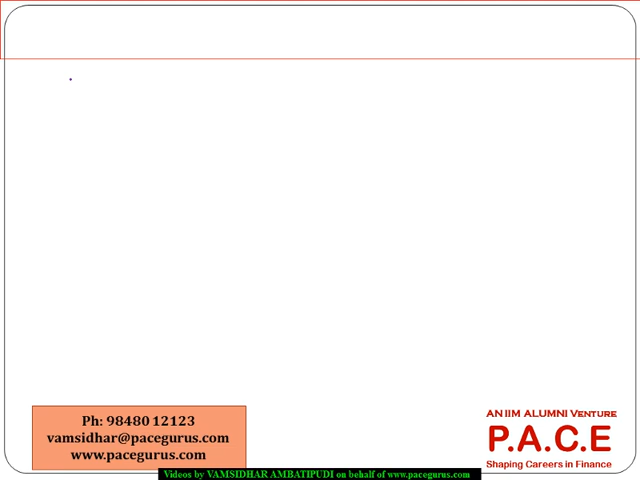 Ph: 98480 12123
vamsidhar@pacegurus.com
www.pacegurus.com
AN IIM ALUMNI VENTURE
P.A.C.E
Shaping Careers in Finance
Videos by VAMSIDHAR AMBATIPUDI on behalf of www.pacegurus.com